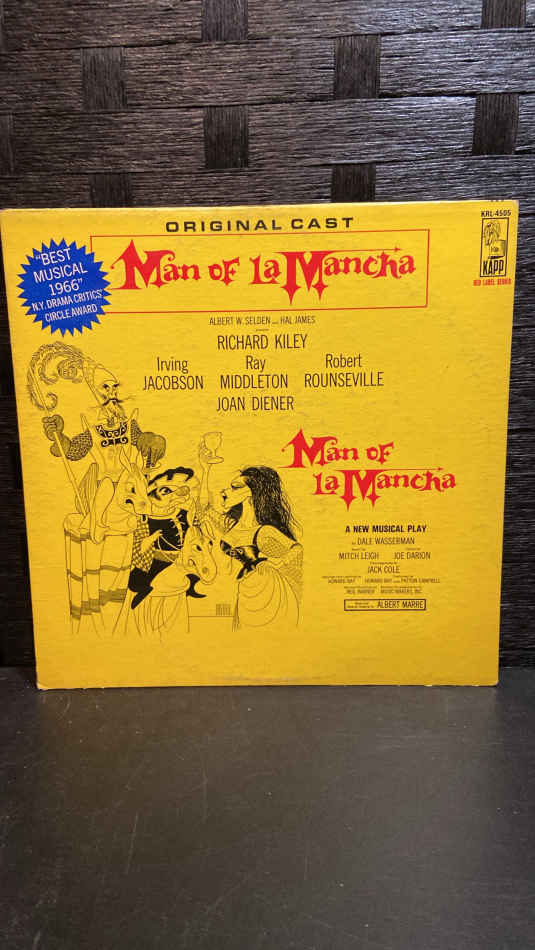 ORIGINAL CAST
KRL-4505
KAPP
RED LABEL SERIES
"BEST
MUSICAL
1966"
N.Y. DRAMA CRITICS'
CIRCLE AWARD
Man of La Mancha
ALBERT W. SELDEN and HAL JAMES
RICHARD KILEY
Irving Ray Robert
JACOBSON MIDDLETON ROUNSEVILLE
JOAN DIENER
Man of
La Mancha
A NEW MUSICAL PLAY
by DALE WASSERMAN
MITCH LEIGH JOE DARION
JACK COLE
HOWARD BAY HOWARD BAY and PATTON CAMPBELL
NEIL WARNER MUSIC MAKERS, INC.
ALBERT MARRE